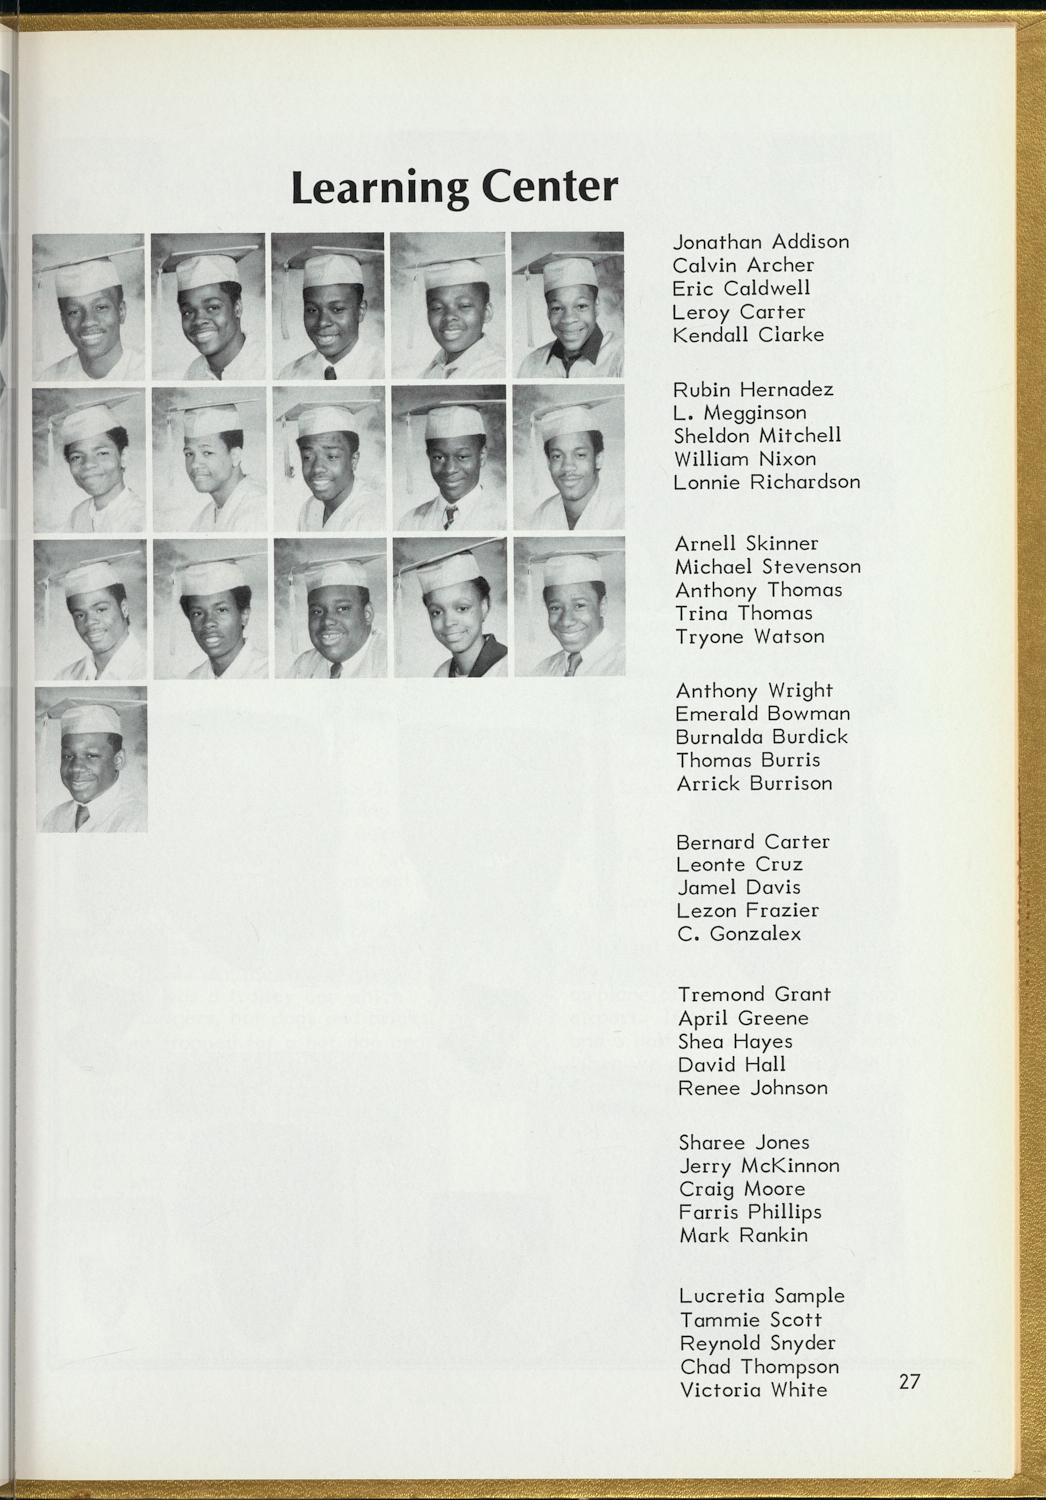 Learning Center
Jonathan Addison
Calvin Archer
Eric Caldwell
Leroy Carter
Kendall Clarke
Rubin Hernadez
L. Megginson
Sheldon Mitchell
William Nixon
Lonnie Richardson
Arnell Skinner
Michael Stevenson
Anthony Thomas
Trina Thomas
Tryone Watson
Anthony Wright
Emerald Bowman
Burnalda Burdick
Thomas Burris
Arrick Burrison
Bernard Carter
Leonte Cruz
Jamel Davis
Lezon Frazier
C. Gonzalex
Tremond Grant
April Greene
Shea Hayes
David Hall
Renee Johnson
Sharee Jones
Jerry McKinnon
Craig Moore
Farris Phillips
Mark Rankin
Lucretia Sample
Tammie Scott
Reynold Snyder
Chad Thompson
Victoria White
27